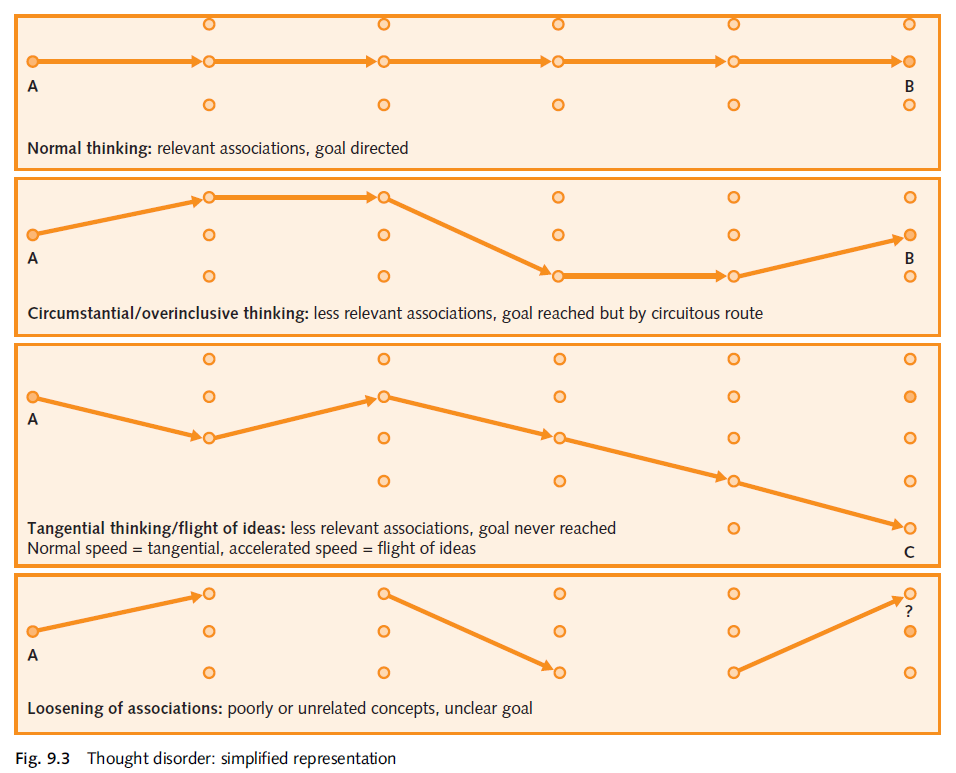 A
B
Normal thinking: relevant associations, goal directed
A
B
Circumstantial/overinclusive thinking: less relevant associations, goal reached but by circuitous route
A
Tangential thinking/flight of ideas: less relevant associations, goal never reached
Normal speed = tangential, accelerated speed = flight of ideas
C
?
A
Loosening of associations: poorly or unrelated concepts, unclear goal
Fig. 9.3 Thought disorder: simplified representation